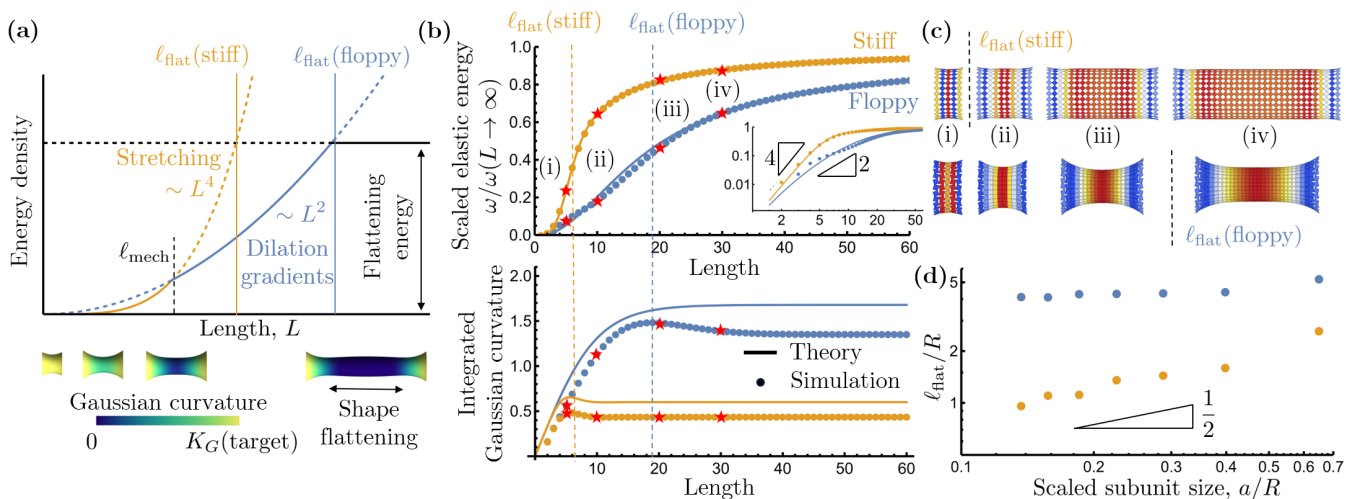 (a)
ℓflat(stiff)
ℓflat(floppy)
Energy density
Stretching
~ L⁴
ℓmech
~ L²
Dilation
gradients
Flattening
energy
Length, L
Gaussian curvature
0
K_G(target)
Shape
flattening
(b)
ℓflat(stiff)
ℓflat(floppy)
Scaled elastic energy
ω/ω(L → ∞)
1.0
0.8
0.6
0.4
0.2
0.0
Stiff
Floppy
(i)
(ii)
(iii)
(iv)
1
0.1
0.01
4
2
2 5 10 20 50
0 10 20 30 40 50 60
Length
Integrated
Gaussian curvature
2.0
1.5
1.0
0.5
Theory
Simulation
0 10 20 30 40 50 60
Length
(c)
ℓflat(stiff)
(i)
(ii)
(iii)
(iv)
ℓflat(floppy)
(d)
ℓflat/R
5
2
1
1/2
0.1 0.2 0.3 0.4 0.5 0.6 0.7
Scaled subunit size, a/R